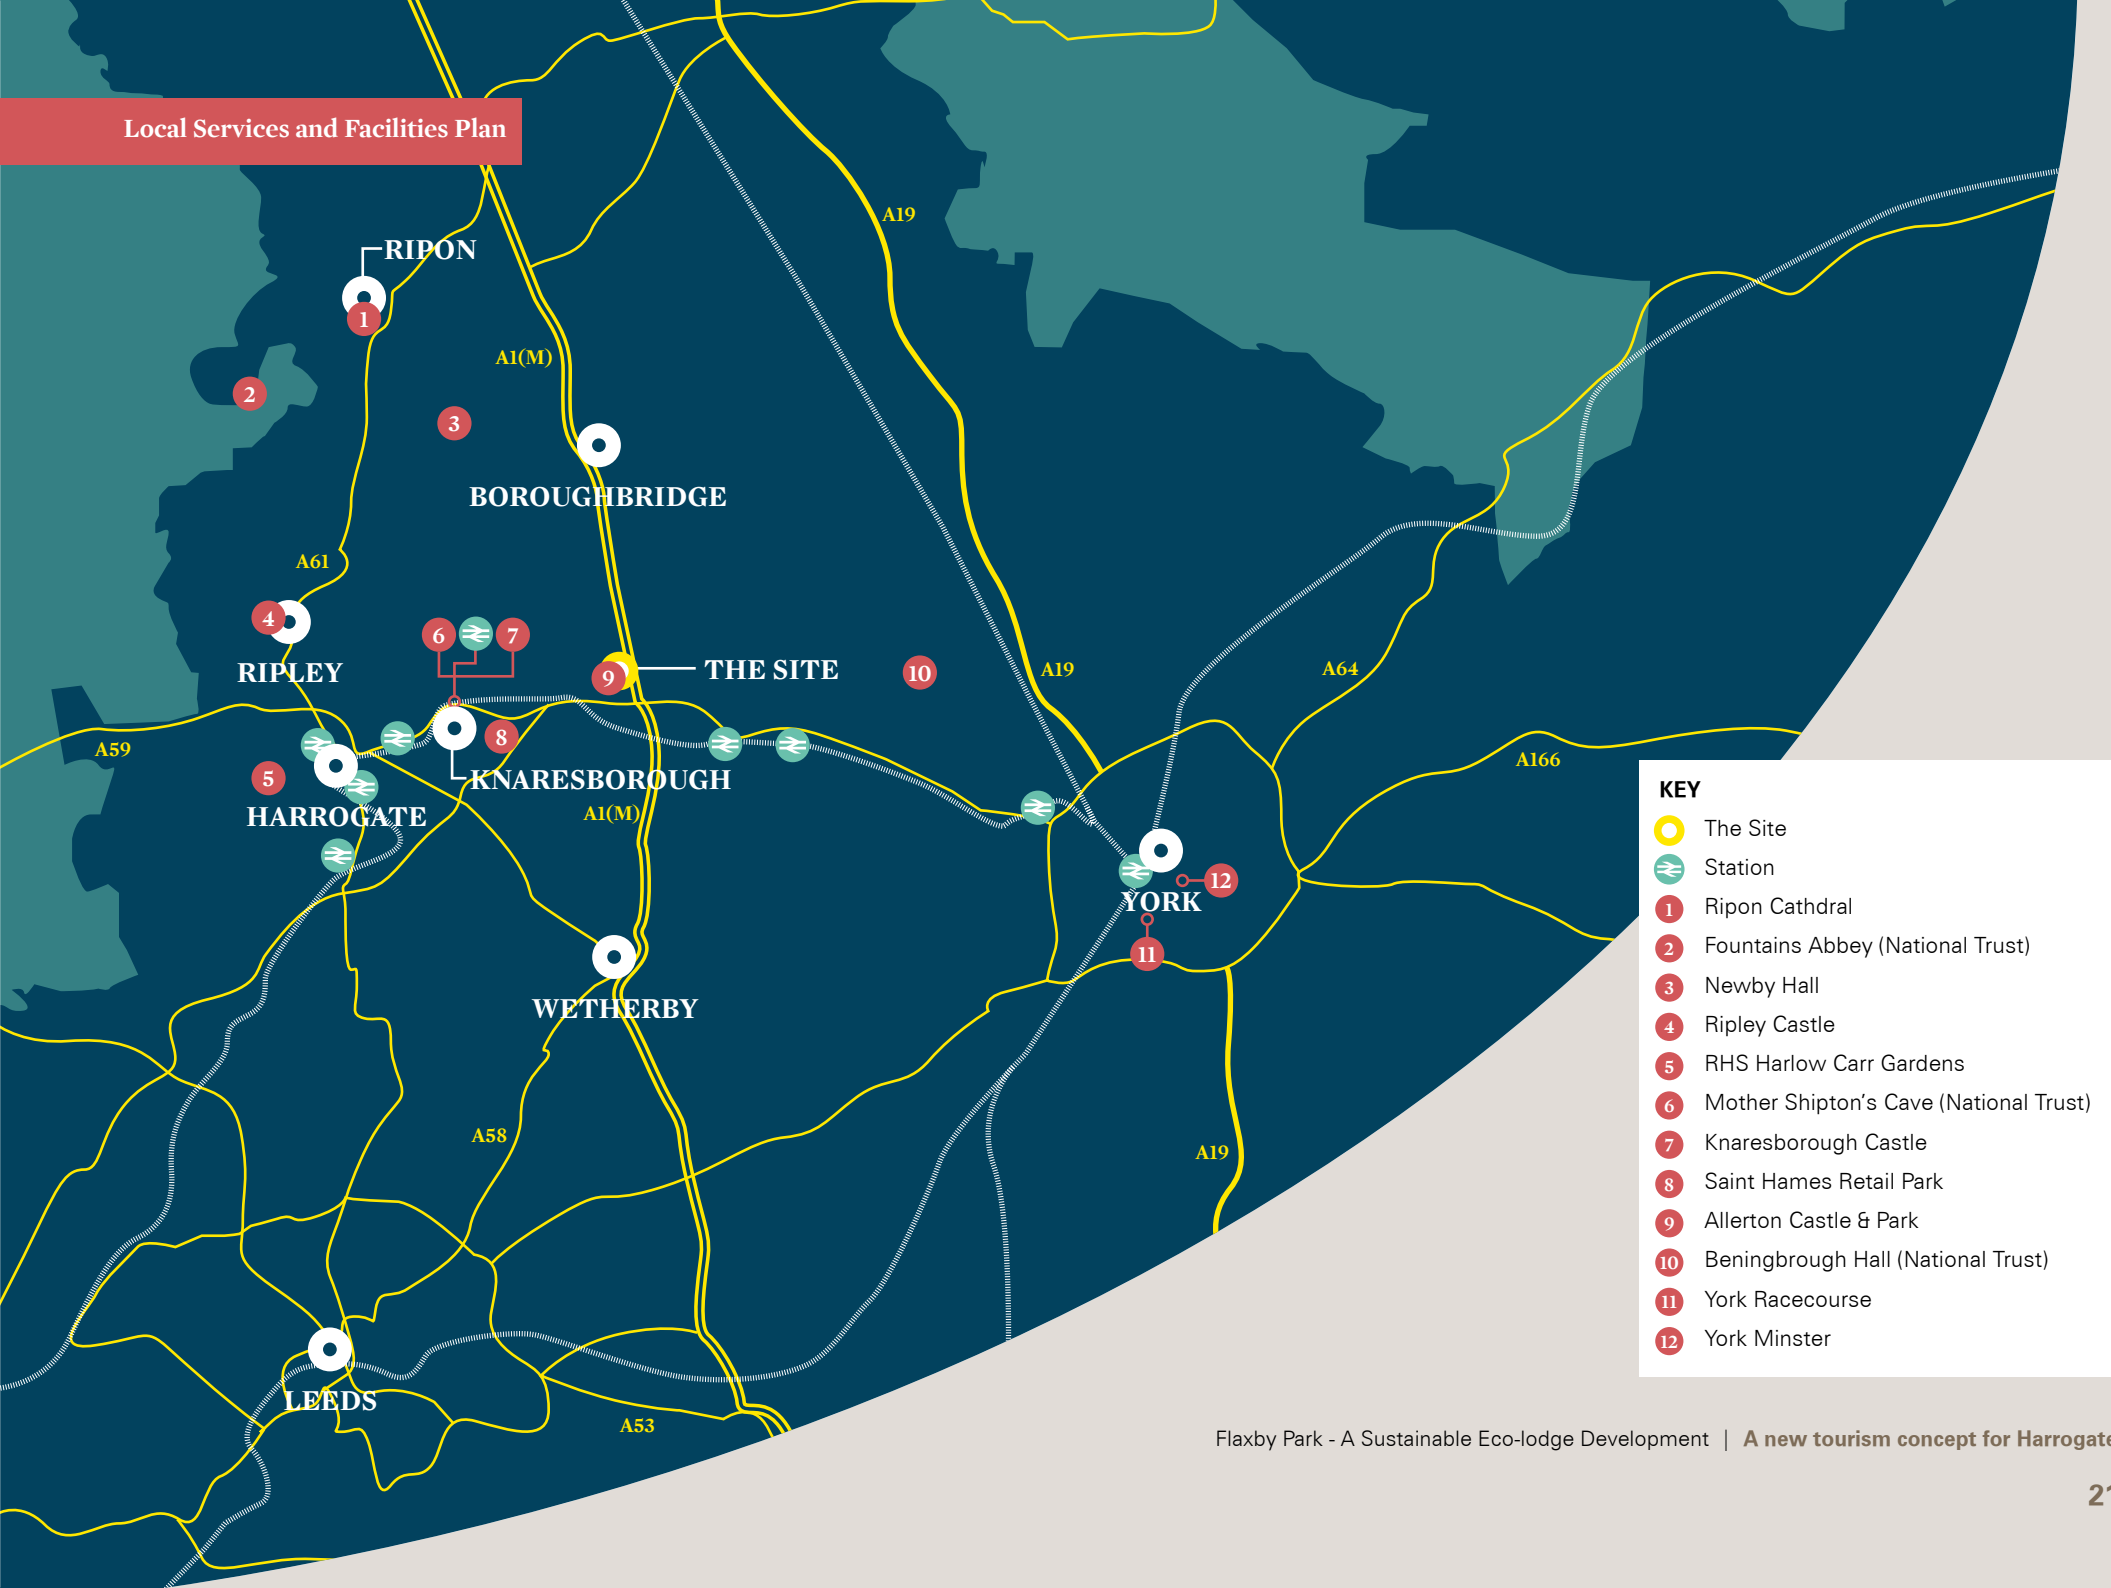 Local Services and Facilities Plan
A19
RIPON
1
A1(M)
2
3
BOROUGHBRIDGE
A61
4
6
7
RIPLEY
9
THE SITE
10
A19
A64
A59
8
A166
5
KNARESBOROUGH
HARROGATE
A1(M)
12
YORK
11
WETHERBY
A58
A19
LEEDS
A53
KEY
The Site
Station
1 Ripon Cathdral
2 Fountains Abbey (National Trust)
3 Newby Hall
4 Ripley Castle
5 RHS Harlow Carr Gardens
6 Mother Shipton's Cave (National Trust)
7 Knaresborough Castle
8 Saint Hames Retail Park
9 Allerton Castle & Park
10 Beningbrough Hall (National Trust)
11 York Racecourse
12 York Minster
Flaxby Park - A Sustainable Eco-lodge Development | A new tourism concept for Harrogate
21